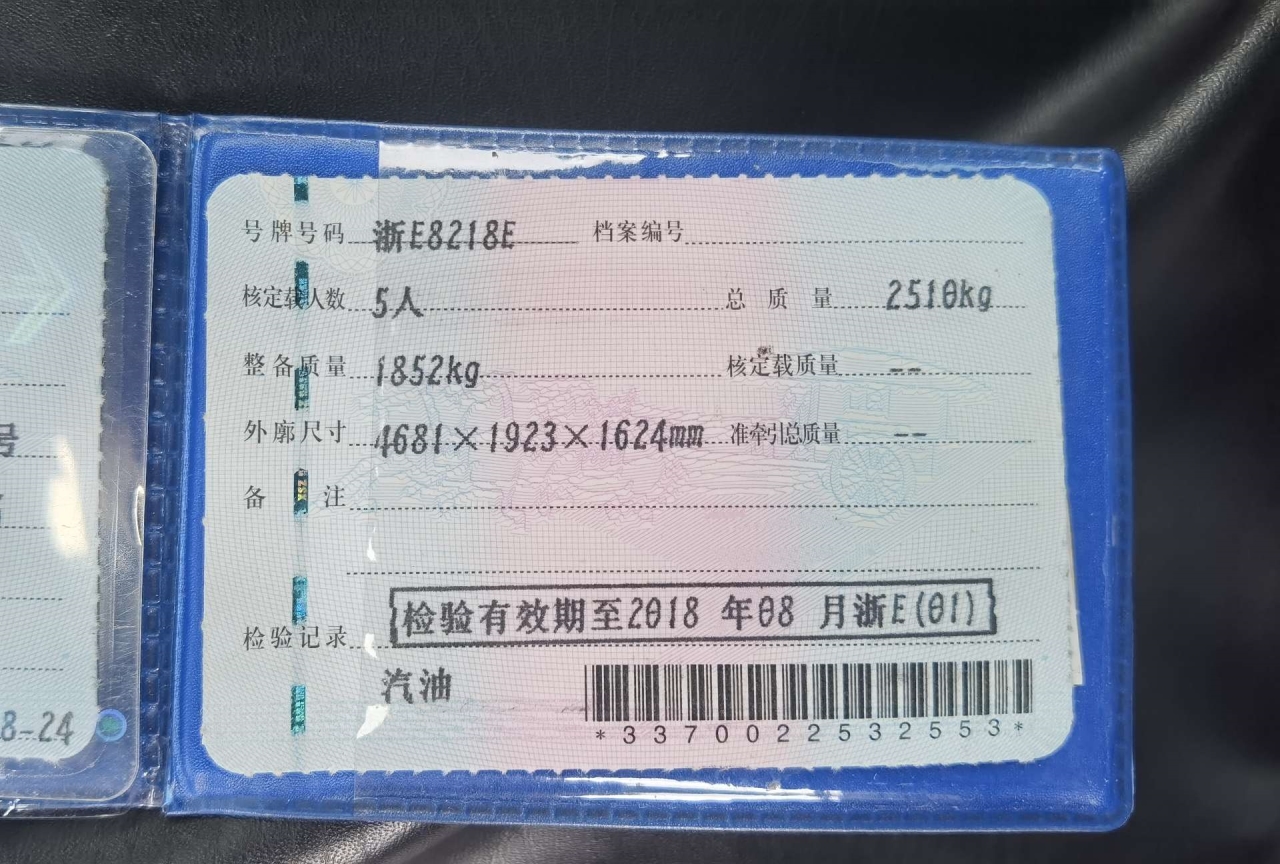 号牌号码 浙E8218E 档案编号
核定载人数 5人 总质量 2510kg
整备质量 1852kg 核定载质量 --
外廓尺寸 4681×1923×1624mm 准牵引总质量 --
备注
检验记录 检验有效期至2018 年08 月浙E(01)
汽油
*3370022532553*
号
8-24